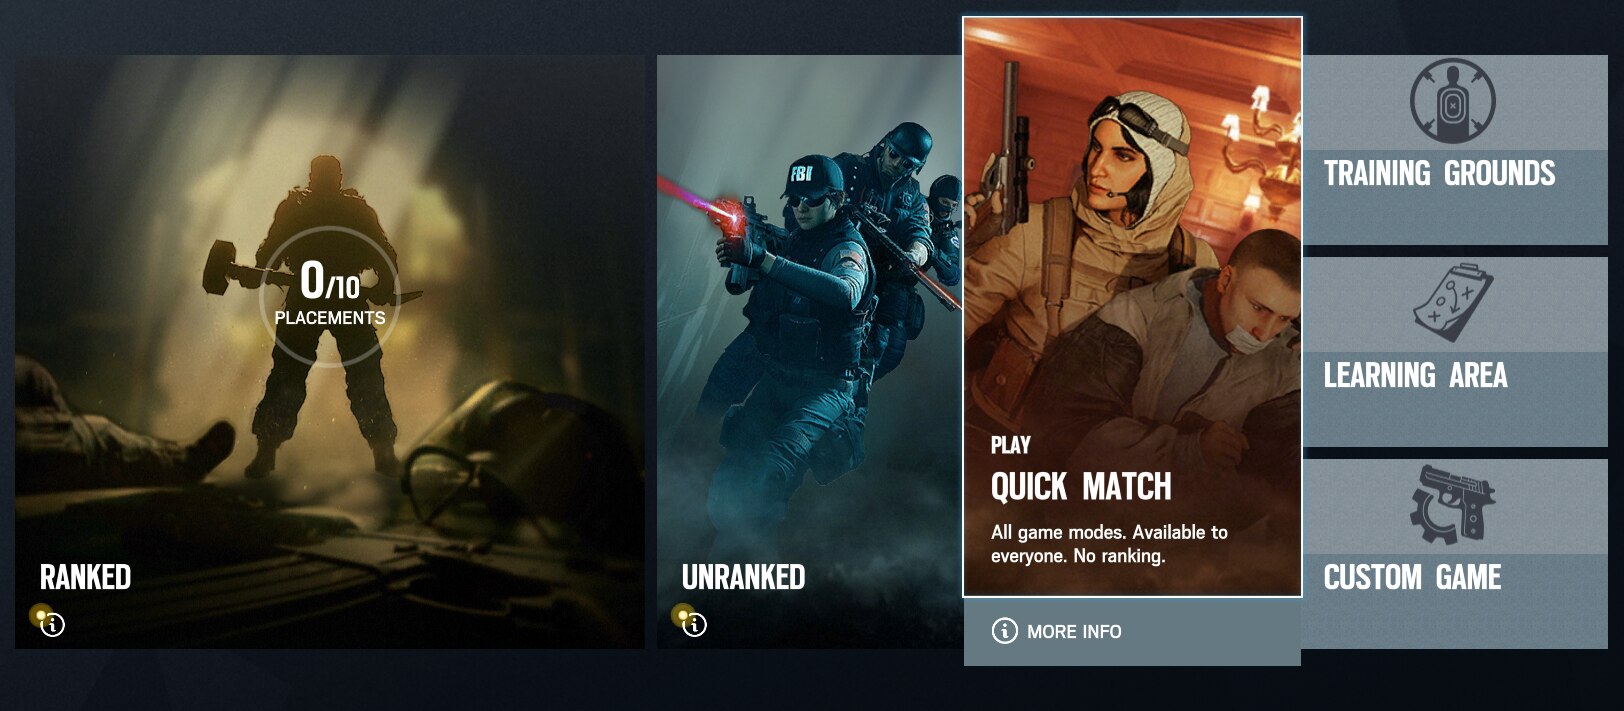 0/10
PLACEMENTS
RANKED
FBI
UNRANKED
PLAY
QUICK MATCH
All game modes. Available to
everyone. No ranking.
MORE INFO
TRAINING GROUNDS
LEARNING AREA
CUSTOM GAME